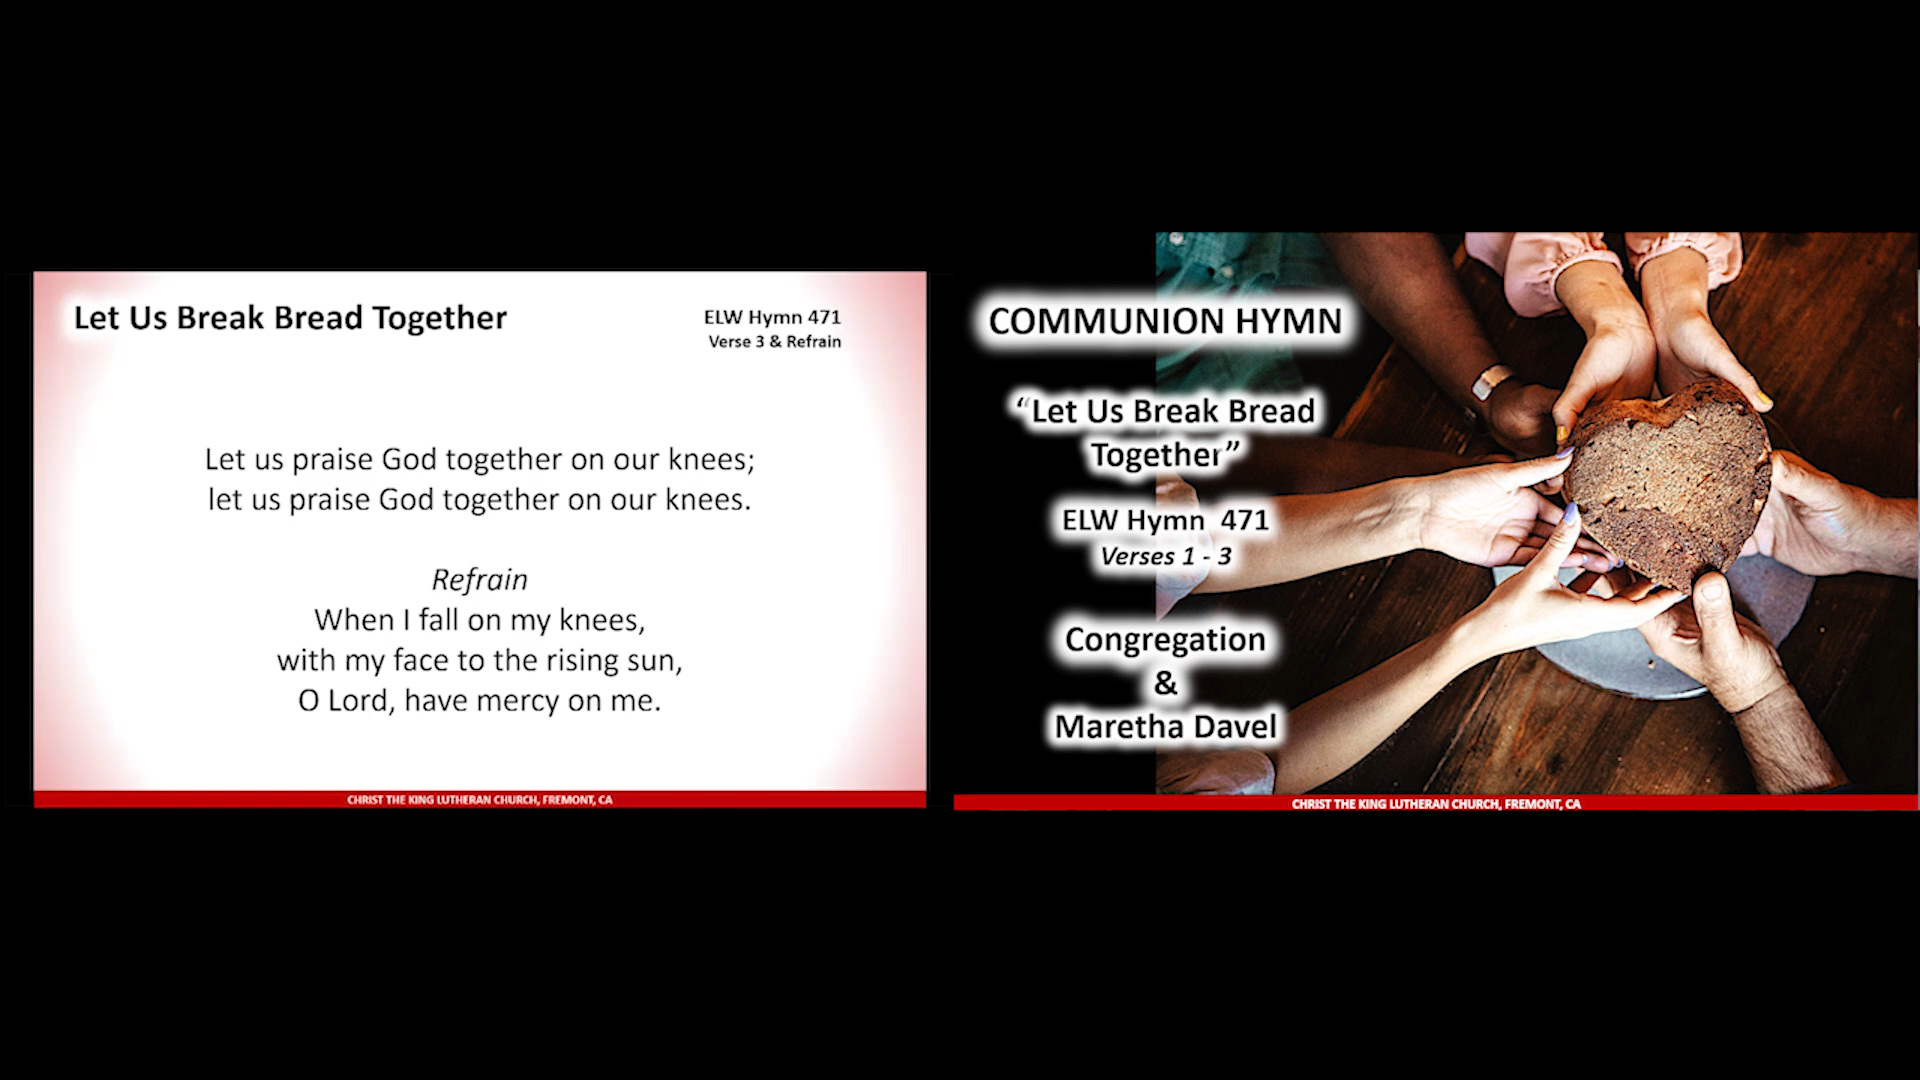 Let Us Break Bread Together
ELW Hymn 471
Verse 3 & Refrain
Let us praise God together on our knees;
let us praise God together on our knees.
Refrain
When I fall on my knees,
with my face to the rising sun,
O Lord, have mercy on me.
CHRIST THE KING LUTHERAN CHURCH, FREMONT, CA
COMMUNION HYMN
“Let Us Break Bread
Together”
ELW Hymn 471
Verses 1 - 3
Congregation
&
Maretha Davel
CHRIST THE KING LUTHERAN CHURCH, FREMONT, CA